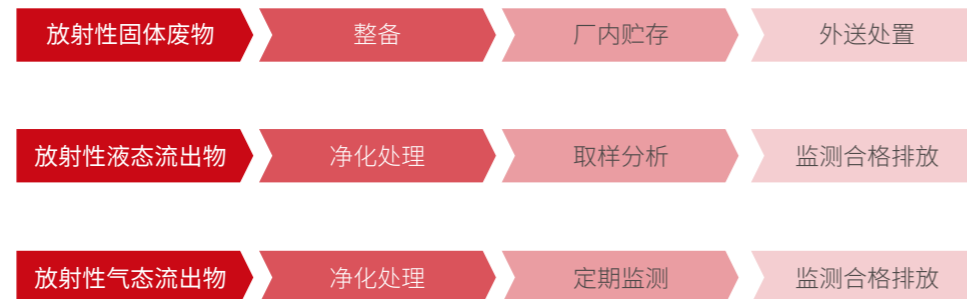 放射性固体废物 整备 厂内贮存 外送处置
放射性液态流出物 净化处理 取样分析 监测合格排放
放射性气态流出物 净化处理 定期监测 监测合格排放